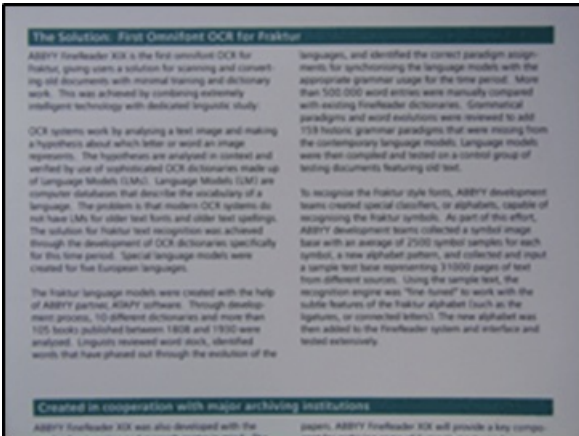 The Solution: First Omnifont OCR for Fraktur
ABBYY FineReader XIX is the first omnifont OCR for
Fraktur, giving users a solution for scanning and convert-
ing old documents with minimal training and dictionary
work. This was achieved by combining extremely
intelligent technology with dedicated linguistic study:
OCR systems work by analysing a text image and making
a hypothesis about which letter or word an image
represents. The hypotheses are analysed in context and
verified by use of sophisticated OCR dictionaries made up
of Language Models (LMs). Language Models (LM) are
computer databases that describe the vocabulary of a
language. The problem is that modern OCR systems do
not have LMs for older text fonts and older text spellings.
The solution for Fraktur text recognition was achieved
through the development of OCR dictionaries specifically
for this time period. Special language models were
created for five European languages.
The Fraktur language models were created with the help
of ABBYY partner, ATAPY software. Through develop-
ment process, 10 different dictionaries and more than
105 books published between 1808 and 1930 were
analysed. Linguists reviewed word stock, identified
words that have phased out through the evolution of the
languages, and identified the correct paradigm assign-
ments for synchronising the language models with the
appropriate grammar usage for the time period. More
than 500.000 word entries were manually compared
with existing FineReader dictionaries. Grammatical
paradigms and word evolutions were reviewed to add
159 historic grammar paradigms that were missing from
the contemporary language models. Language models
were then compiled and tested on a control group of
testing documents featuring old text.
To recognise the Fraktur style fonts, ABBYY development
teams created special classifiers, or alphabets, capable of
recognising the Fraktur symbols. As part of this effort,
ABBYY development teams collected a symbol image
base with an average of 2500 symbol samples for each
symbol, a new alphabet pattern, and collected and input
a sample text base representing 31000 pages of text
from different sources. Using the sample text, the
recognition engine was "fine-tuned" to work with the
subtle features of the Fraktur alphabet (such as the
ligatures, or connected letters). The new alphabet was
then added to the FineReader system and interface and
tested extensively.
Created in cooperation with major archiving institutions
ABBYY FineReader XIX was also developed with the
papers. ABBYY FineReader XIX will provide a key compo-